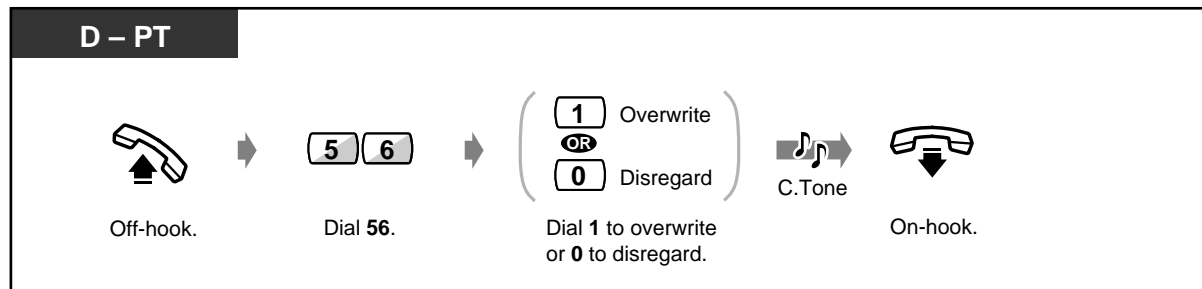 D – PT
5 6
1 Overwrite
OR
0 Disregard
C.Tone
Off-hook.
Dial 56.
Dial 1 to overwrite
or 0 to disregard.
On-hook.